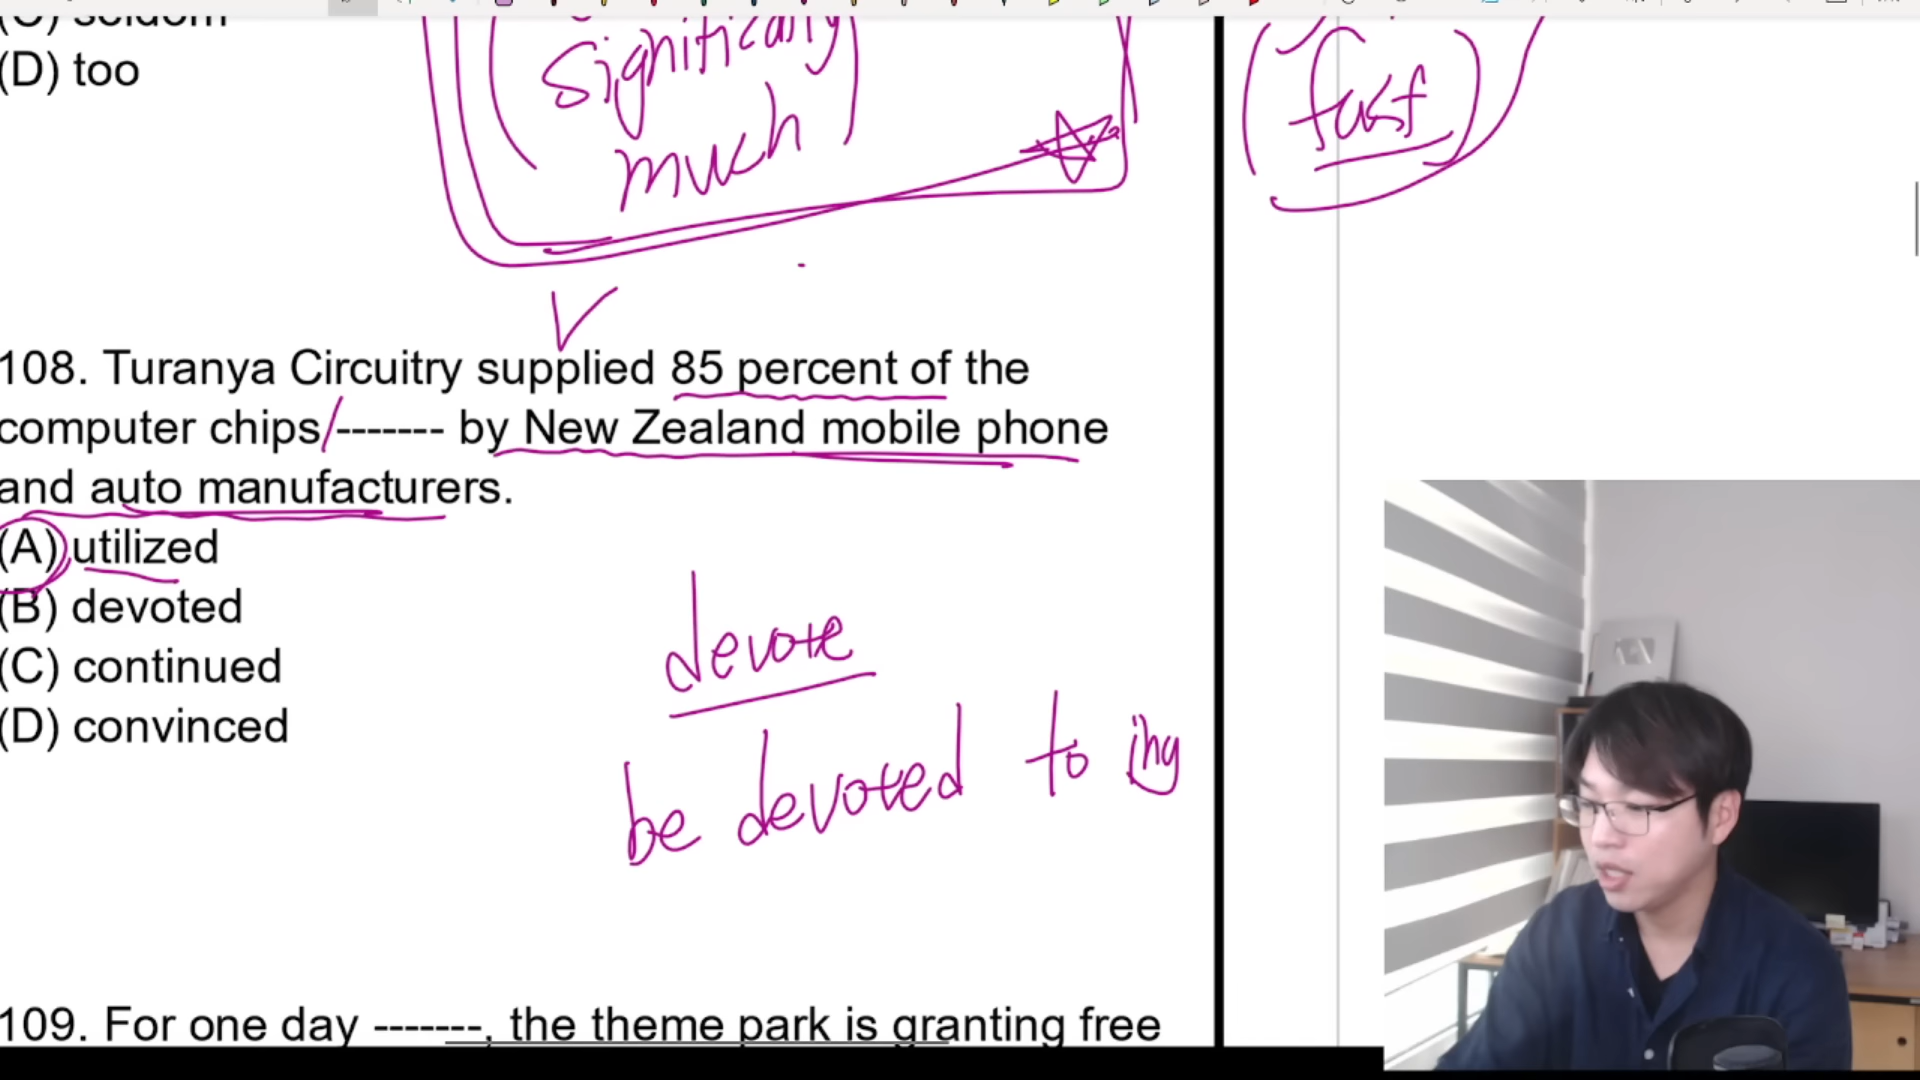 (C) seldom
(D) too
significantly
much
fast
108. Turanya Circuitry supplied 85 percent of the
computer chips ------- by New Zealand mobile phone
and auto manufacturers.
(A) utilized
(B) devoted
(C) continued
(D) convinced
devote
be devoted to ing
109. For one day -------, the theme park is granting free